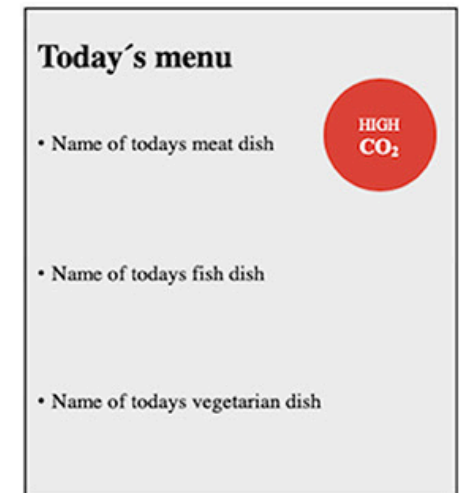 Today´s menu
HIGH
CO₂
• Name of todays meat dish
• Name of todays fish dish
• Name of todays vegetarian dish